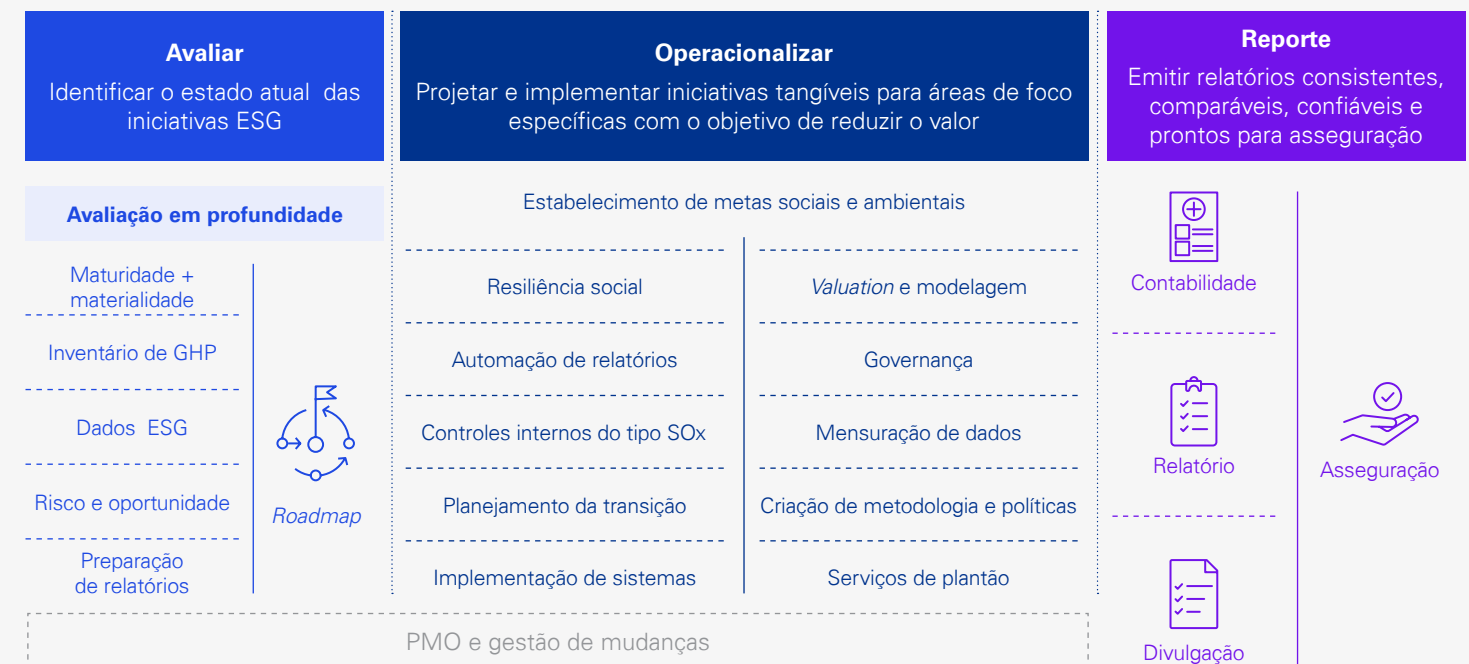 Avaliar
Identificar o estado atual das
iniciativas ESG
Avaliação em profundidade
Maturidade +
materialidade
Inventário de GHP
Dados ESG
Risco e oportunidade
Preparação
de relatórios
Roadmap
Operacionalizar
Projetar e implementar iniciativas tangíveis para áreas de foco
específicas com o objetivo de reduzir o valor
Estabelecimento de metas sociais e ambientais
Resiliência social
Automação de relatórios
Controles internos do tipo SOx
Planejamento da transição
Implementação de sistemas
Valuation e modelagem
Governança
Mensuração de dados
Criação de metodologia e políticas
Serviços de plantão
PMO e gestão de mudanças
Reporte
Emitir relatórios consistentes,
comparáveis, confiáveis e
prontos para asseguração
Contabilidade
Relatório
Divulgação
Asseguração